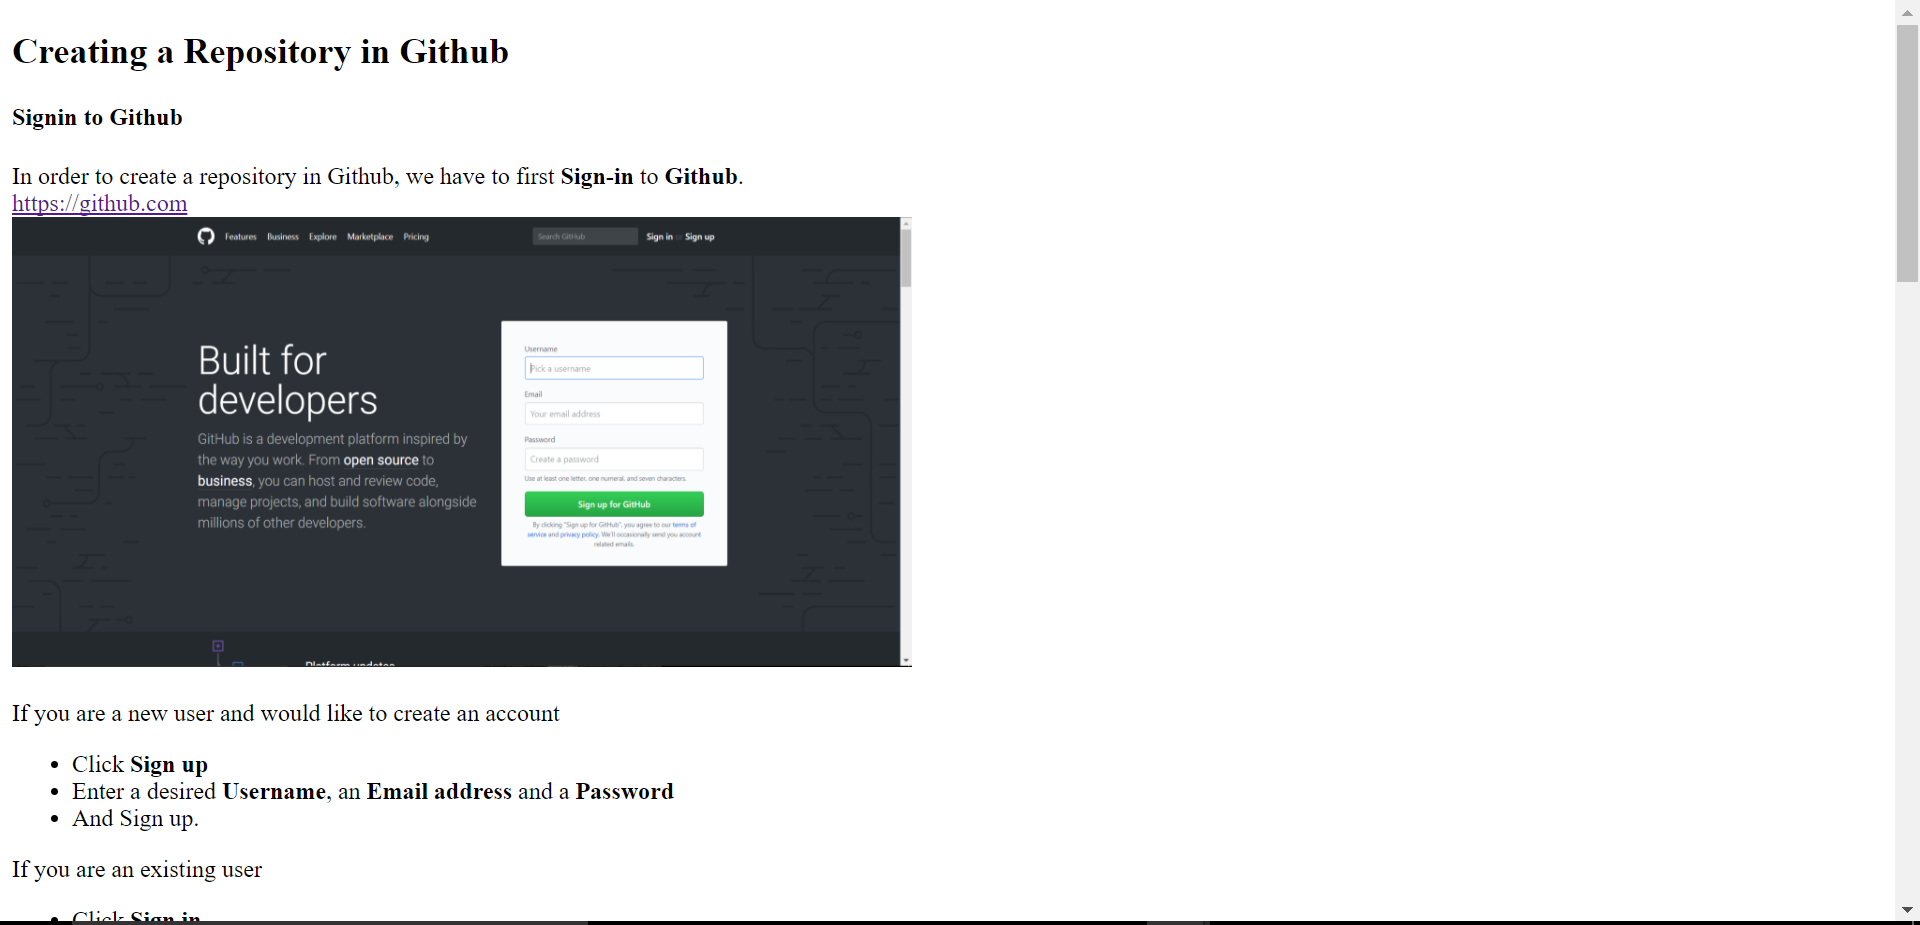 Creating a Repository in Github
Signin to Github
In order to create a repository in Github, we have to first Sign-in to Github.
https://github.com
Features Business Explore Marketplace Pricing Search GitHub Sign in or Sign up
Built for
developers
GitHub is a development platform inspired by
the way you work. From open source to
business, you can host and review code,
manage projects, and build software alongside
millions of other developers.
Username
Pick a username
Email
Your email address
Password
Create a password
Use at least one letter, one numeral, and seven characters.
Sign up for GitHub
By clicking "Sign up for GitHub", you agree to our terms of
service and privacy policy. We'll occasionally send you account
related emails.
Platform updates
If you are a new user and would like to create an account
Click Sign up
Enter a desired Username, an Email address and a Password
And Sign up.
If you are an existing user
Click Sign in